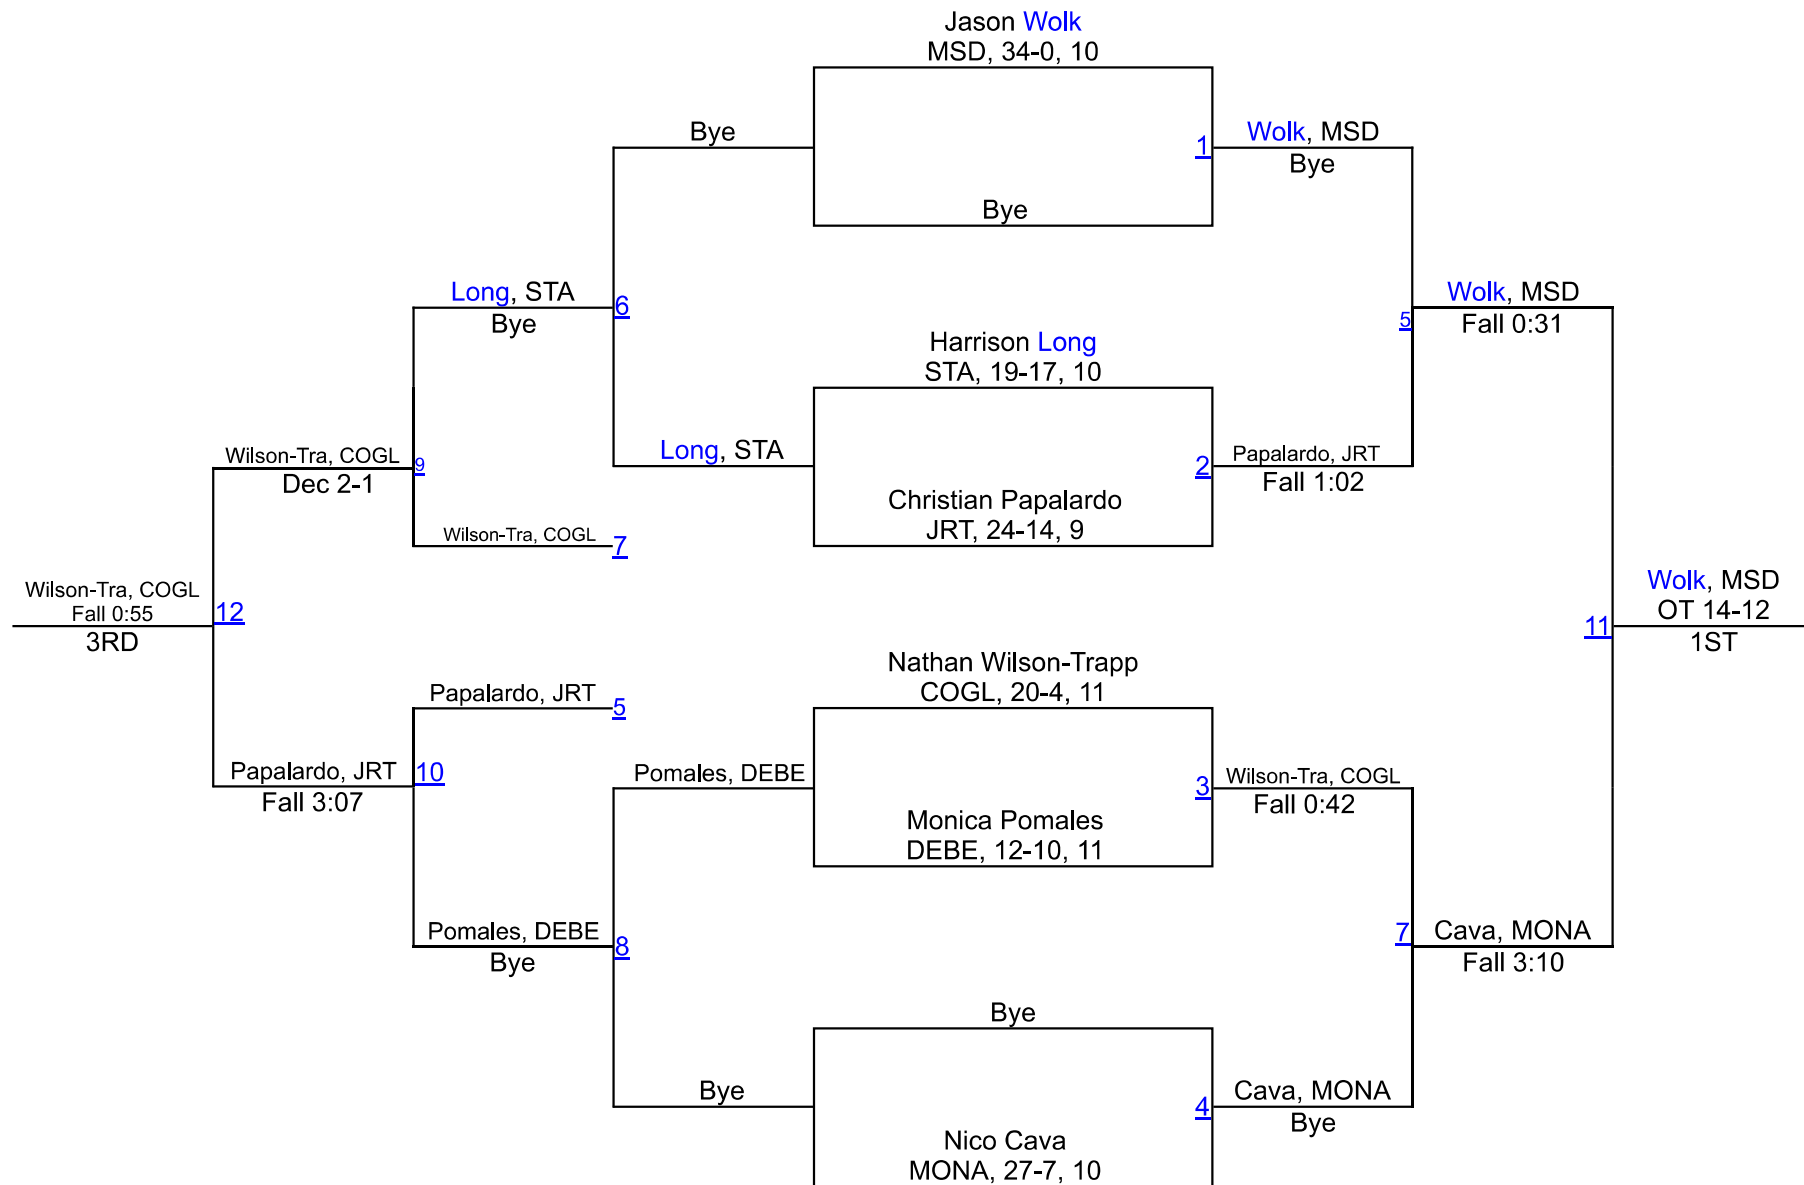 Jason Wolk
MSD, 34-0, 10
Bye
1
Wolk, MSD
Bye
Bye
Long, STA
Bye
6
5
Wolk, MSD
Fall 0:31
Harrison Long
STA, 19-17, 10
Wilson-Tra, COGL
Dec 2-1
9
Long, STA
2
Papalardo, JRT
Fall 1:02
Christian Papalardo
JRT, 24-14, 9
Wilson-Tra, COGL
7
Wilson-Tra, COGL
Fall 0:55
3RD
12
11
Wolk, MSD
OT 14-12
1ST
Nathan Wilson-Trapp
COGL, 20-4, 11
Papalardo, JRT
5
Papalardo, JRT
Fall 3:07
10
Pomales, DEBE
3
Wilson-Tra, COGL
Fall 0:42
Monica Pomales
DEBE, 12-10, 11
Pomales, DEBE
Bye
8
7
Cava, MONA
Fall 3:10
Bye
Bye
4
Cava, MONA
Bye
Nico Cava
MONA, 27-7, 10